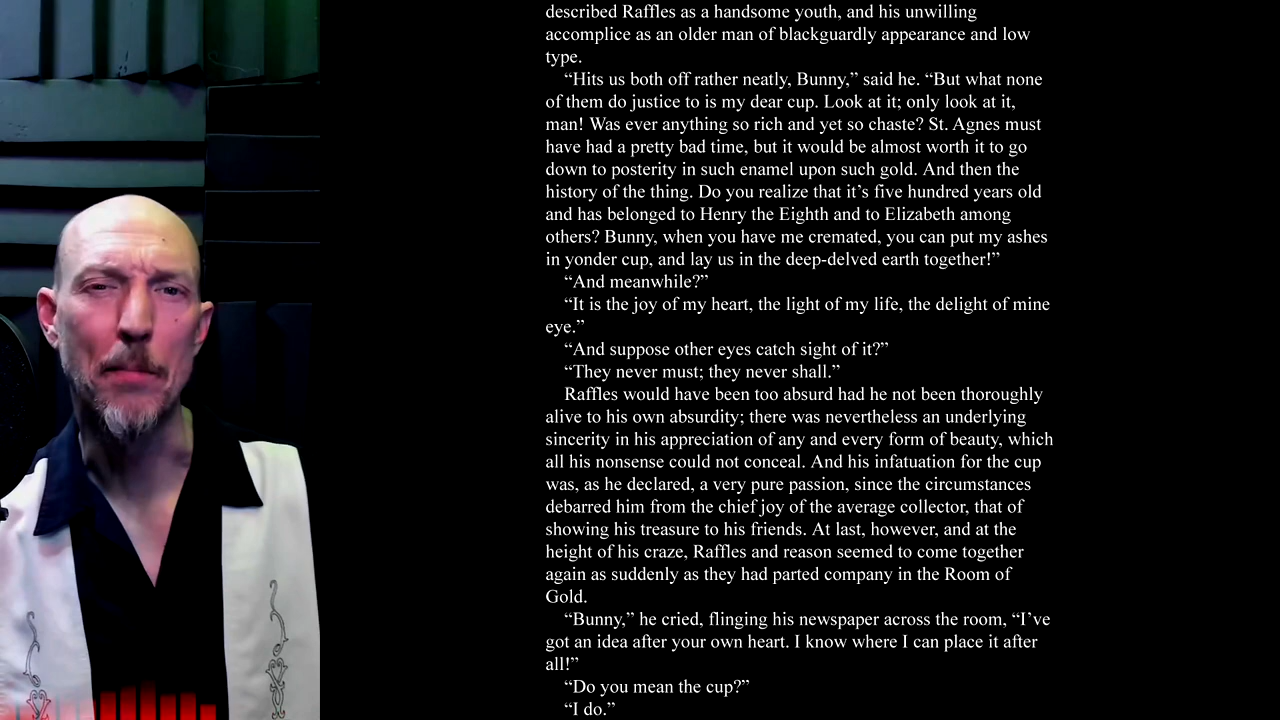 described Raffles as a handsome youth, and his unwilling
accomplice as an older man of blackguardly appearance and low
type.
“Hits us both off rather neatly, Bunny,” said he. “But what none
of them do justice to is my dear cup. Look at it; only look at it,
man! Was ever anything so rich and yet so chaste? St. Agnes must
have had a pretty bad time, but it would be almost worth it to go
down to posterity in such enamel upon such gold. And then the
history of the thing. Do you realize that it’s five hundred years old
and has belonged to Henry the Eighth and to Elizabeth among
others? Bunny, when you have me cremated, you can put my ashes
in yonder cup, and lay us in the deep-delved earth together!”
“And meanwhile?”
“It is the joy of my heart, the light of my life, the delight of mine
eye.”
“And suppose other eyes catch sight of it?”
“They never must; they never shall.”
Raffles would have been too absurd had he not been thoroughly
alive to his own absurdity; there was nevertheless an underlying
sincerity in his appreciation of any and every form of beauty, which
all his nonsense could not conceal. And his infatuation for the cup
was, as he declared, a very pure passion, since the circumstances
debarred him from the chief joy of the average collector, that of
showing his treasure to his friends. At last, however, and at the
height of his craze, Raffles and reason seemed to come together
again as suddenly as they had parted company in the Room of
Gold.
“Bunny,” he cried, flinging his newspaper across the room, “I’ve
got an idea after your own heart. I know where I can place it after
all!”
“Do you mean the cup?”
“I do.”